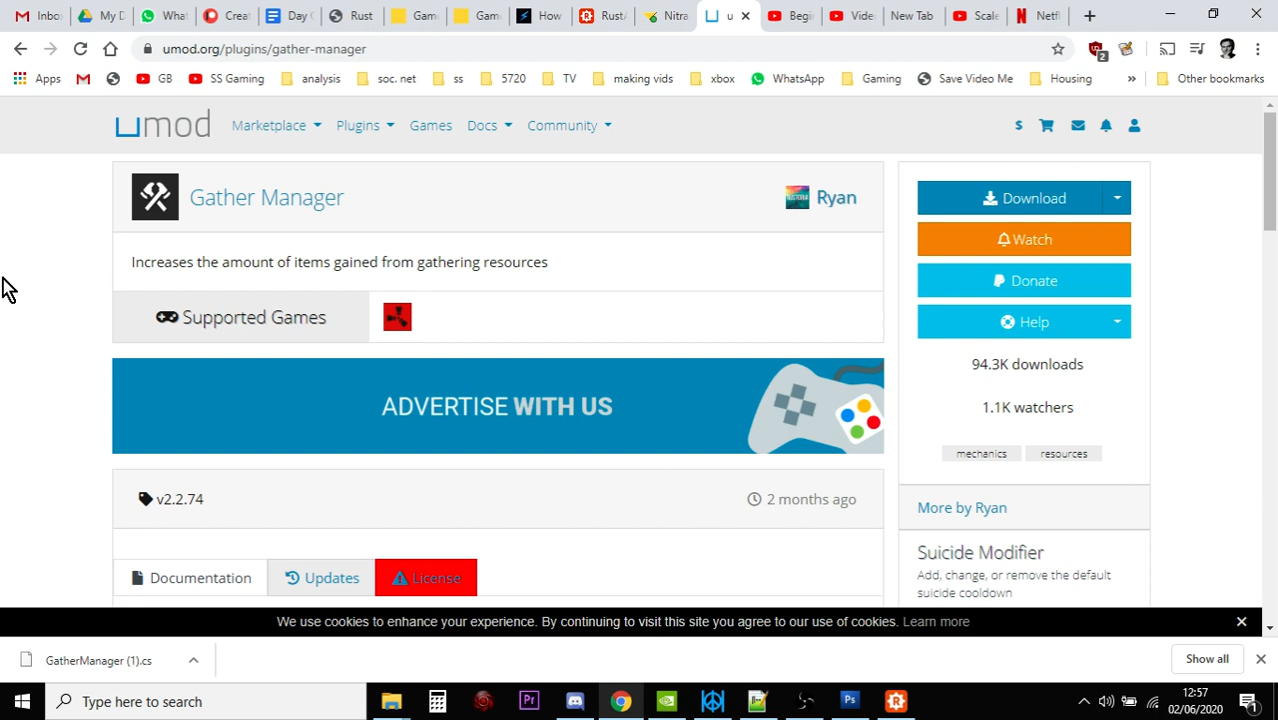 Inbo
My D
What
Creat
Day (
Rust
Gam
Gam
How
Rust/
Nitra
u
Begi
Vide
New Tab
Scale
Netfl
umod.org/plugins/gather-manager
2
Apps
GB
SS Gaming
analysis
soc. net
ss
5720
TV
making vids
xbox
WhatsApp
Gaming
Save Video Me
Housing
»
Other bookmarks
umod
Marketplace
Plugins
Games
Docs
Community
$
Gather Manager
Ryan
Download
Watch
Increases the amount of items gained from gathering resources
Donate
Supported Games
Help
94.3K downloads
ADVERTISE WITH US
1.1K watchers
mechanics
resources
v2.2.74
2 months ago
More by Ryan
Suicide Modifier
Documentation
Updates
License
Add, change, or remove the default
suicide cooldown
We use cookies to enhance your experience. By continuing to visit this site you agree to our use of cookies. Learn more
GatherManager (1).cs
Show all
Type here to search
Pr
Ps
12:57
02/06/2020
1